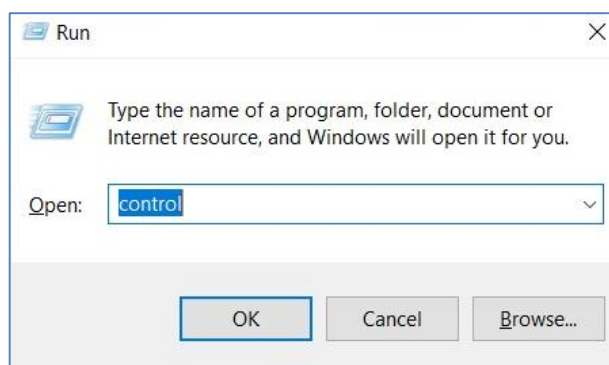 Run
Type the name of a program, folder, document or
Internet resource, and Windows will open it for you.
Open: control
OK Cancel Browse...